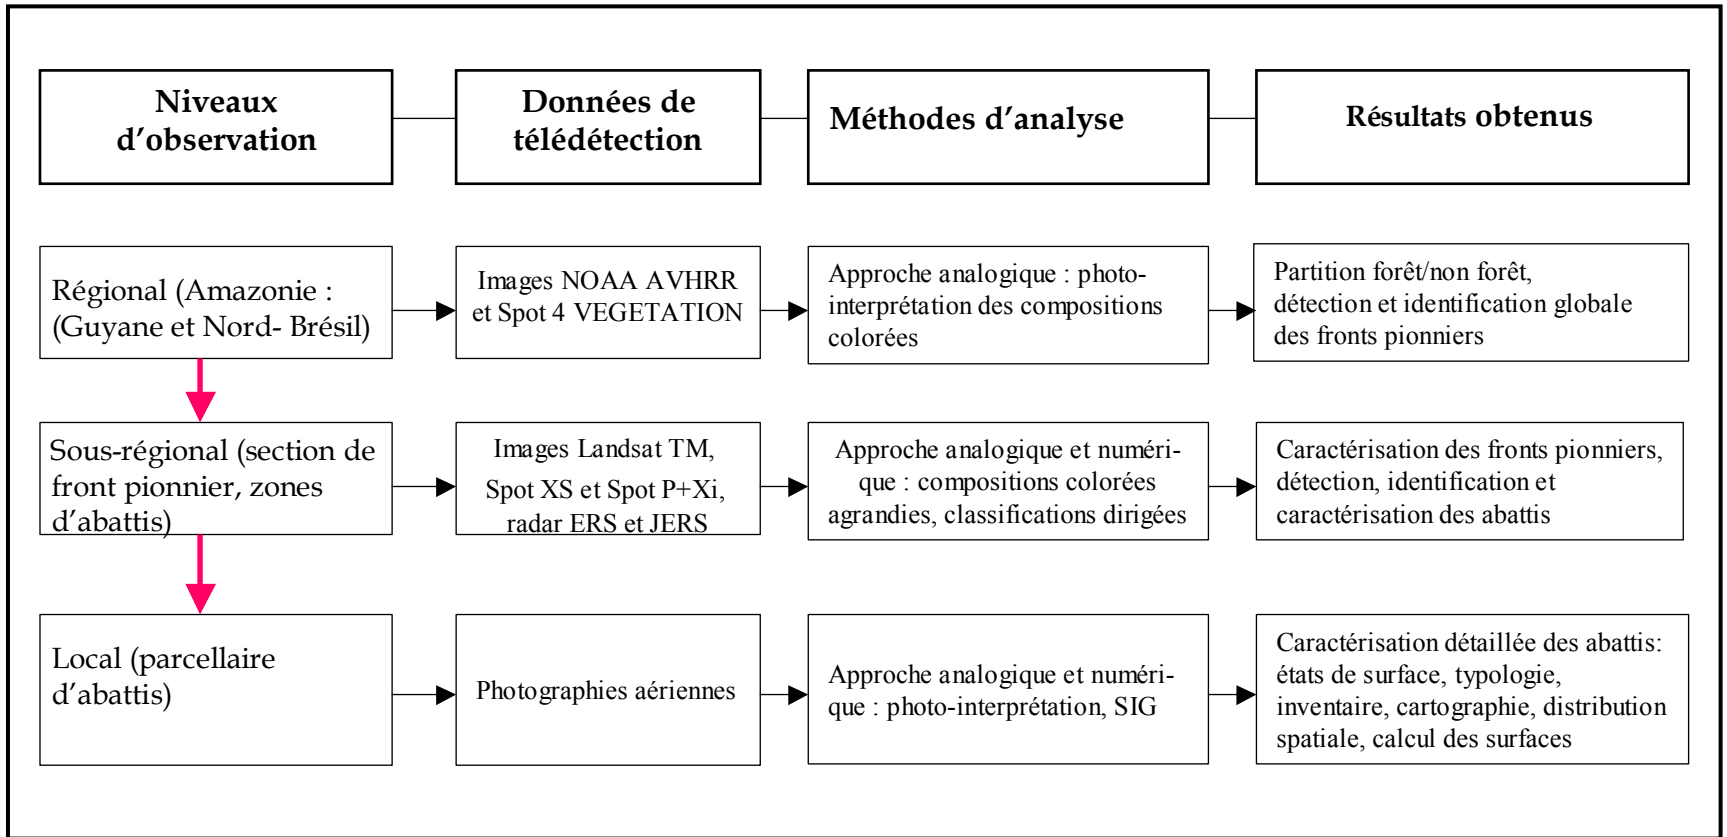 Niveaux
d’observation
Données de
télédétection
Méthodes d’analyse
Résultats obtenus
Régional (Amazonie :
(Guyane et Nord- Brésil)
Images NOAA AVHRR
et Spot 4 VEGETATION
Approche analogique : photo-
interprétation des compositions
colorées
Partition forêt/non forêt,
détection et identification globale
des fronts pionniers
Sous-régional (section de
front pionnier, zones
d’abattis)
Images Landsat TM,
Spot XS et Spot P+Xi,
radar ERS et JERS
Approche analogique et numéri-
que : compositions colorées
agrandies, classifications dirigées
Caractérisation des fronts pionniers,
détection, identification et
caractérisation des abattis
Local (parcellaire
d’abattis)
Photographies aériennes
Approche analogique et numéri-
que : photo-interprétation, SIG
Caractérisation détaillée des abattis:
états de surface, typologie,
inventaire, cartographie, distribution
spatiale, calcul des surfaces